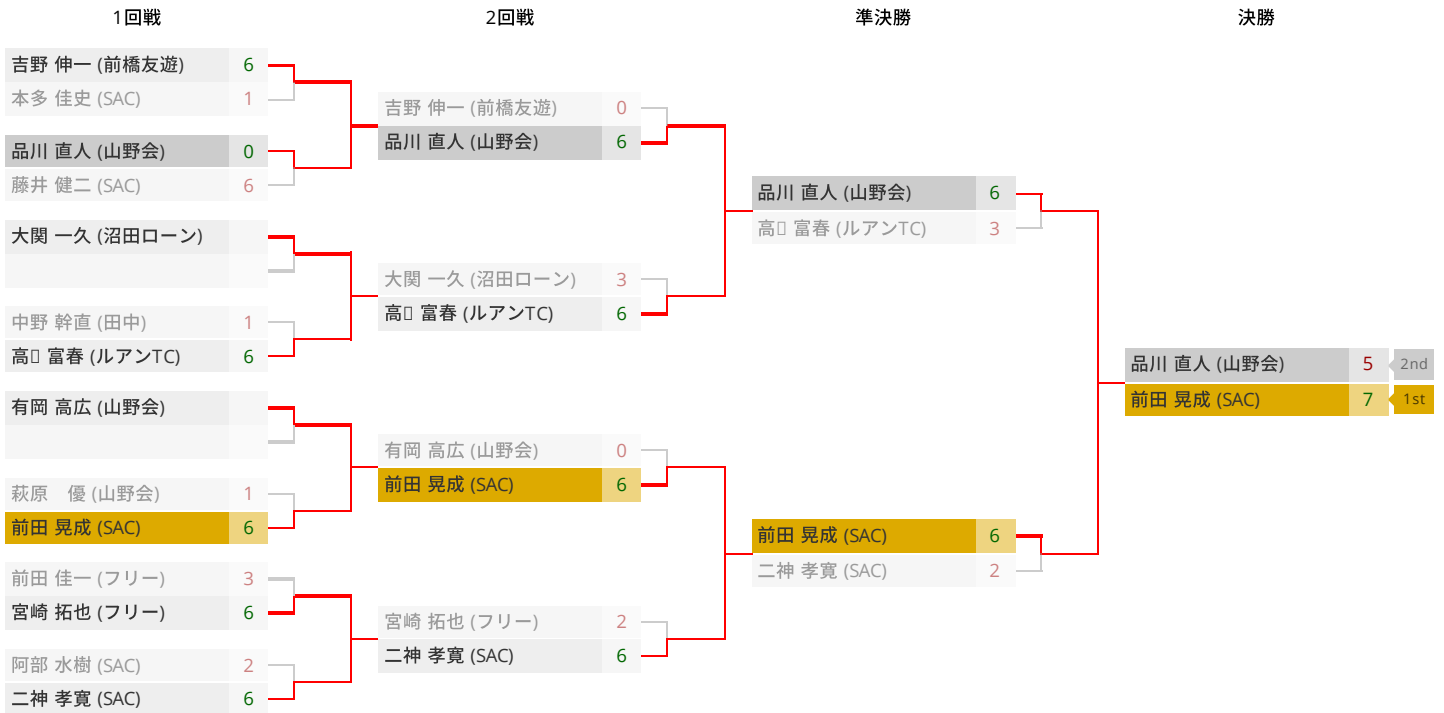 1回戦
2回戦
準決勝
決勝
吉野 伸一 (前橋友遊) 6
本多 佳史 (SAC) 1
品川 直人 (山野会) 0
藤井 健二 (SAC) 6
大関 一久 (沼田ローン)
中野 幹直 (田中) 1
高▯ 富春 (ルアンTC) 6
有岡 高広 (山野会)
萩原　優 (山野会) 1
前田 晃成 (SAC) 6
前田 佳一 (フリー) 3
宮崎 拓也 (フリー) 6
阿部 水樹 (SAC) 2
二神 孝寛 (SAC) 6
吉野 伸一 (前橋友遊) 0
品川 直人 (山野会) 6
大関 一久 (沼田ローン) 3
高▯ 富春 (ルアンTC) 6
有岡 高広 (山野会) 0
前田 晃成 (SAC) 6
宮崎 拓也 (フリー) 2
二神 孝寛 (SAC) 6
品川 直人 (山野会) 6
高▯ 富春 (ルアンTC) 3
前田 晃成 (SAC) 6
二神 孝寛 (SAC) 2
品川 直人 (山野会) 5 2nd
前田 晃成 (SAC) 7 1st